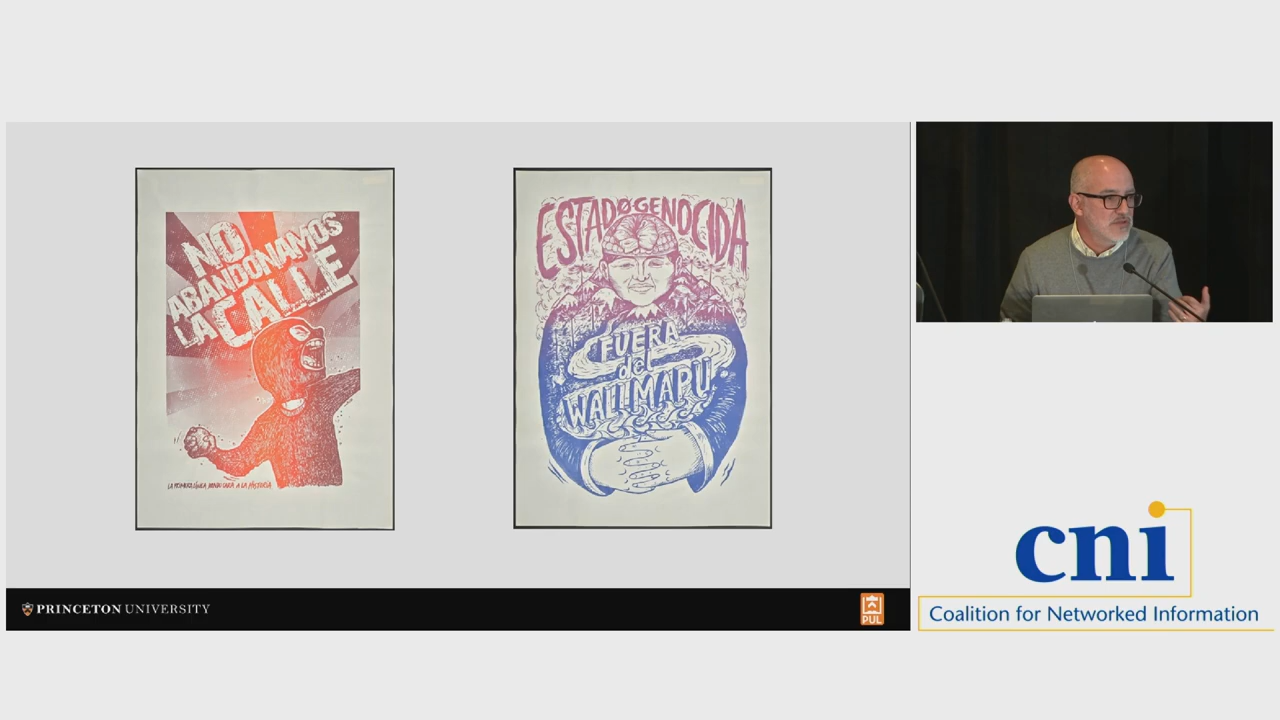 NO
ABANDONAMOS
LA CALLE
ESTADO GENOCIDA
FUERA
del
WALLMAPU
PRINCETON UNIVERSITY
PUL
cni
Coalition for Networked Information